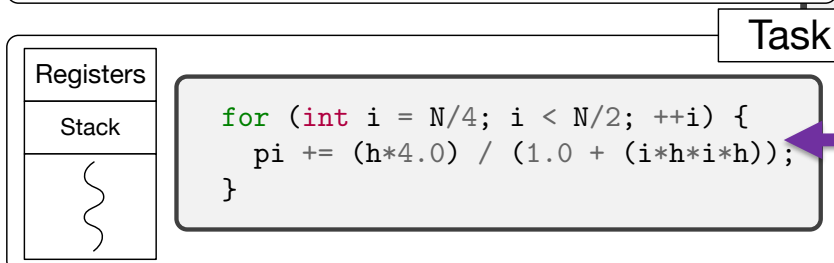 Task
Registers
Stack
for (int i = N/4; i < N/2; ++i) {
pi += (h*4.0) / (1.0 + (i*h*i*h));
}